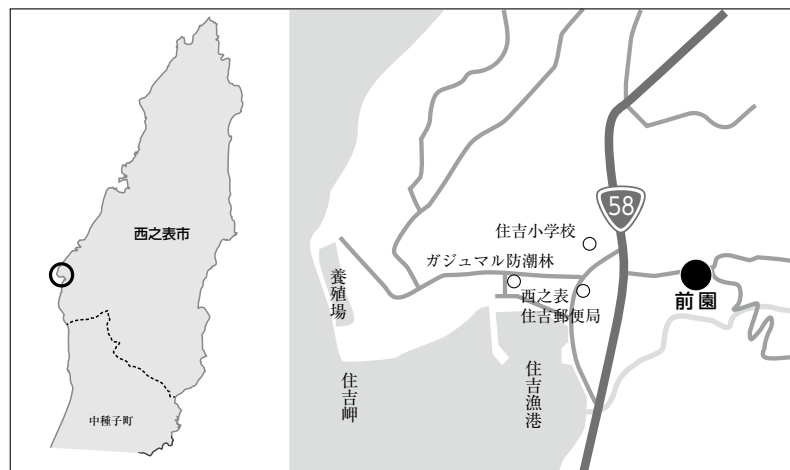 西之表市
中種子町
58
住吉小学校
ガジュマル防潮林
西之表
住吉郵便局
前園
養殖場
住吉岬
住吉漁港